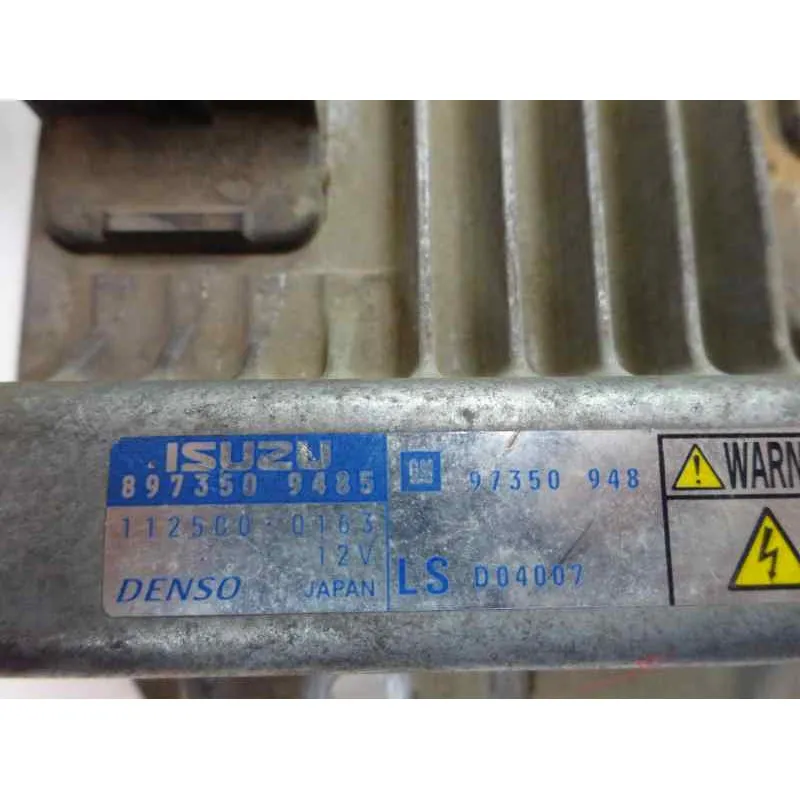 ISUZU
897350 9485
112500-0163
12V
DENSO JAPAN
GM 97350 948
LS D04007
WARN